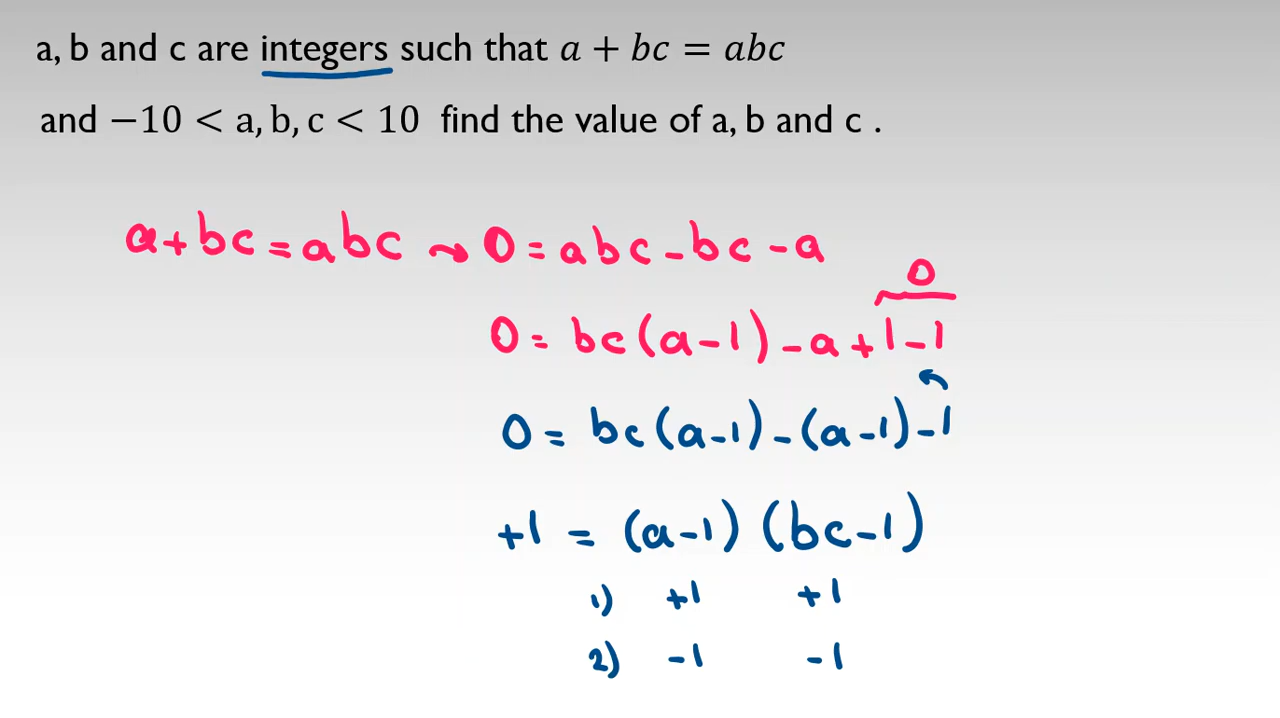 a, b and c are integers such that a + bc = abc
and −10 < a, b, c < 10 find the value of a, b and c .
a+bc=abc ⤳ 0=abc-bc-a
0
0= bc(a-1)-a+1-1
0= bc(a-1)-(a-1)-1
+1 = (a-1)(bc-1)
1) +1 +1
2) -1 -1